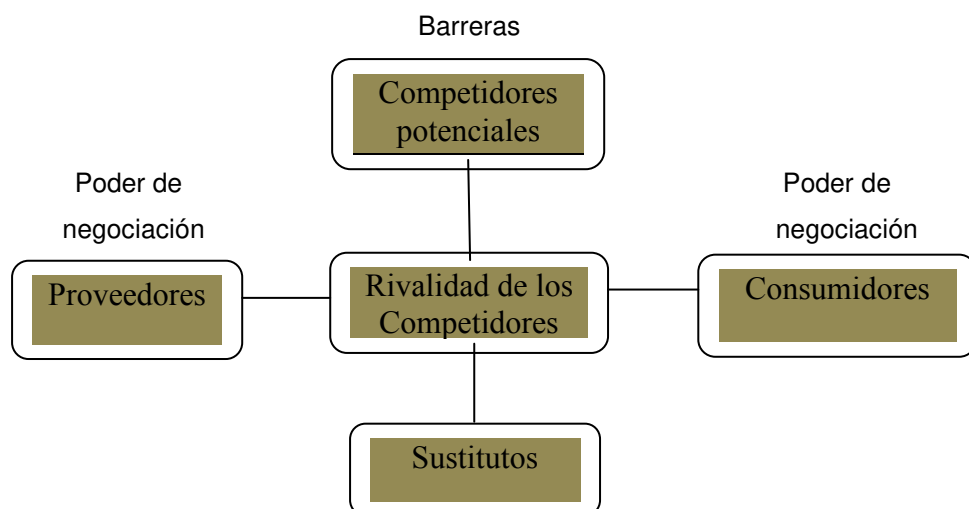 Barreras
Competidores
potenciales
Poder de
negociación
Poder de
negociación
Proveedores
Rivalidad de los
Competidores
Consumidores
Sustitutos